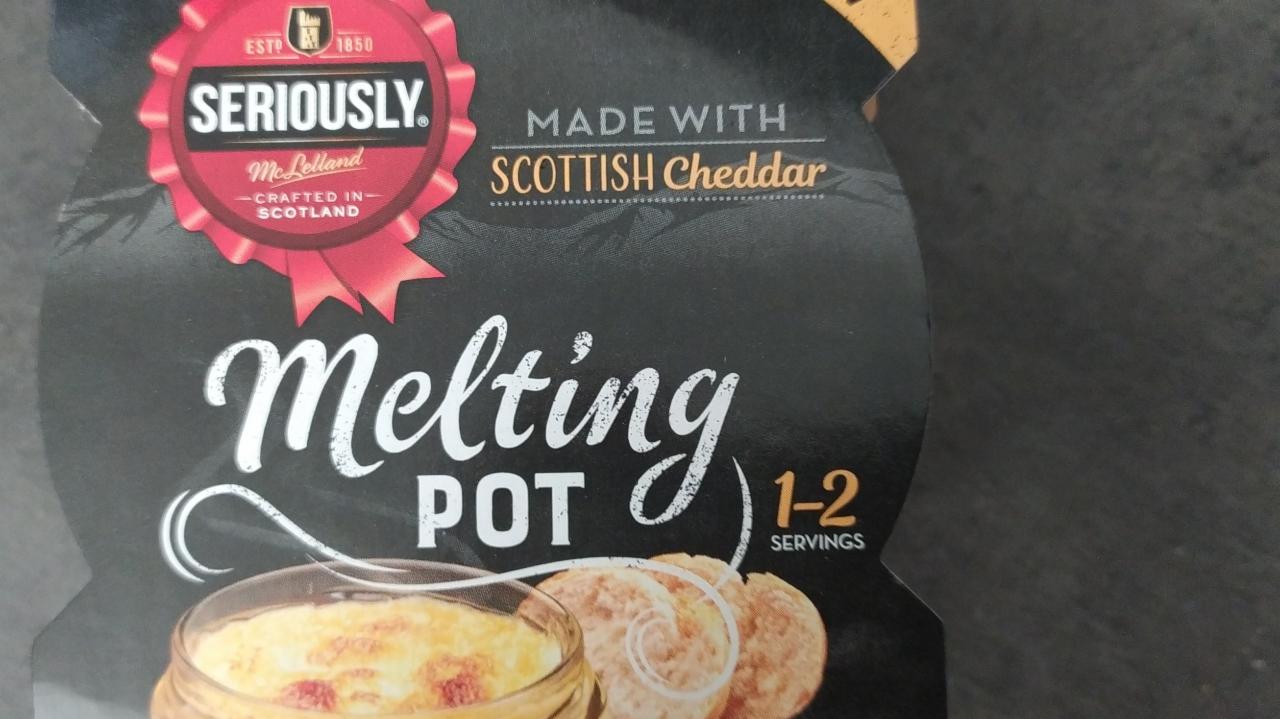 ESTD 1850
SERIOUSLY®
McLelland
CRAFTED IN
SCOTLAND
MADE WITH
SCOTTISH Cheddar
Melting
POT
1-2
SERVINGS